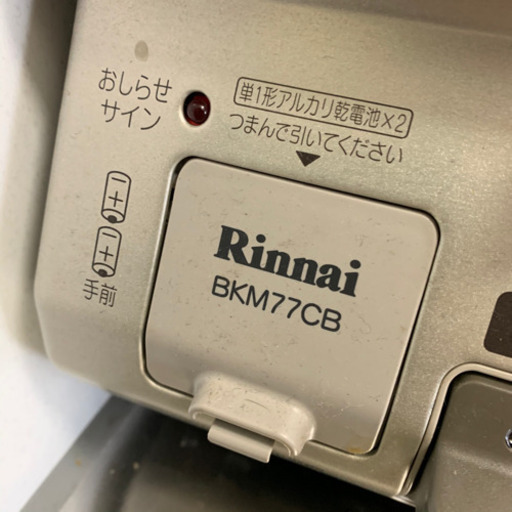 おしらせ
サイン
単1形アルカリ乾電池×2
つまんで引いてください
手前
Rinnai
BKM77CB